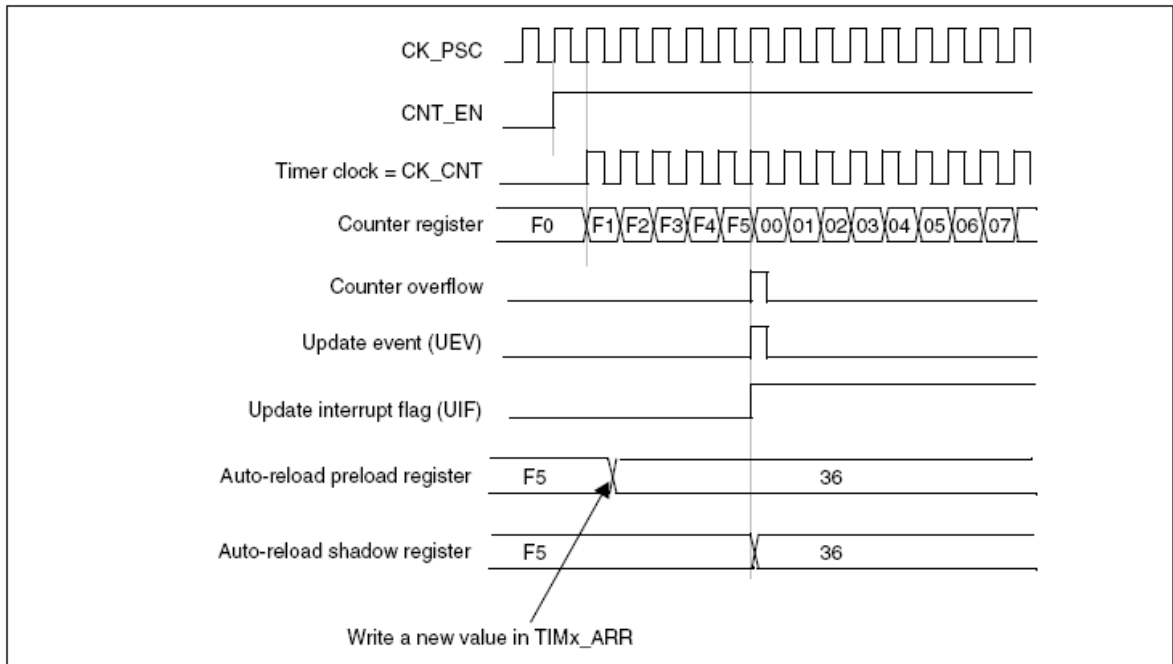 CK_PSC
CNT_EN
Timer clock = CK_CNT
Counter register F0 F1 F2 F3 F4 F5 00 01 02 03 04 05 06 07
Counter overflow
Update event (UEV)
Update interrupt flag (UIF)
Auto-reload preload register F5 36
Auto-reload shadow register F5 36
Write a new value in TIMx_ARR